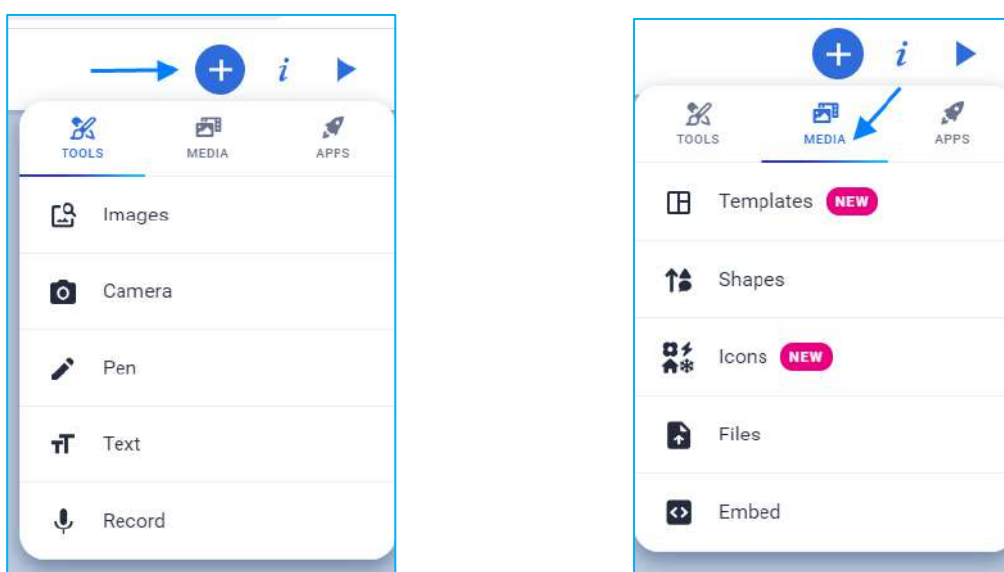 TOOLS MEDIA APPS
Images
Camera
Pen
Text
Record
TOOLS MEDIA APPS
Templates NEW
Shapes
Icons NEW
Files
Embed